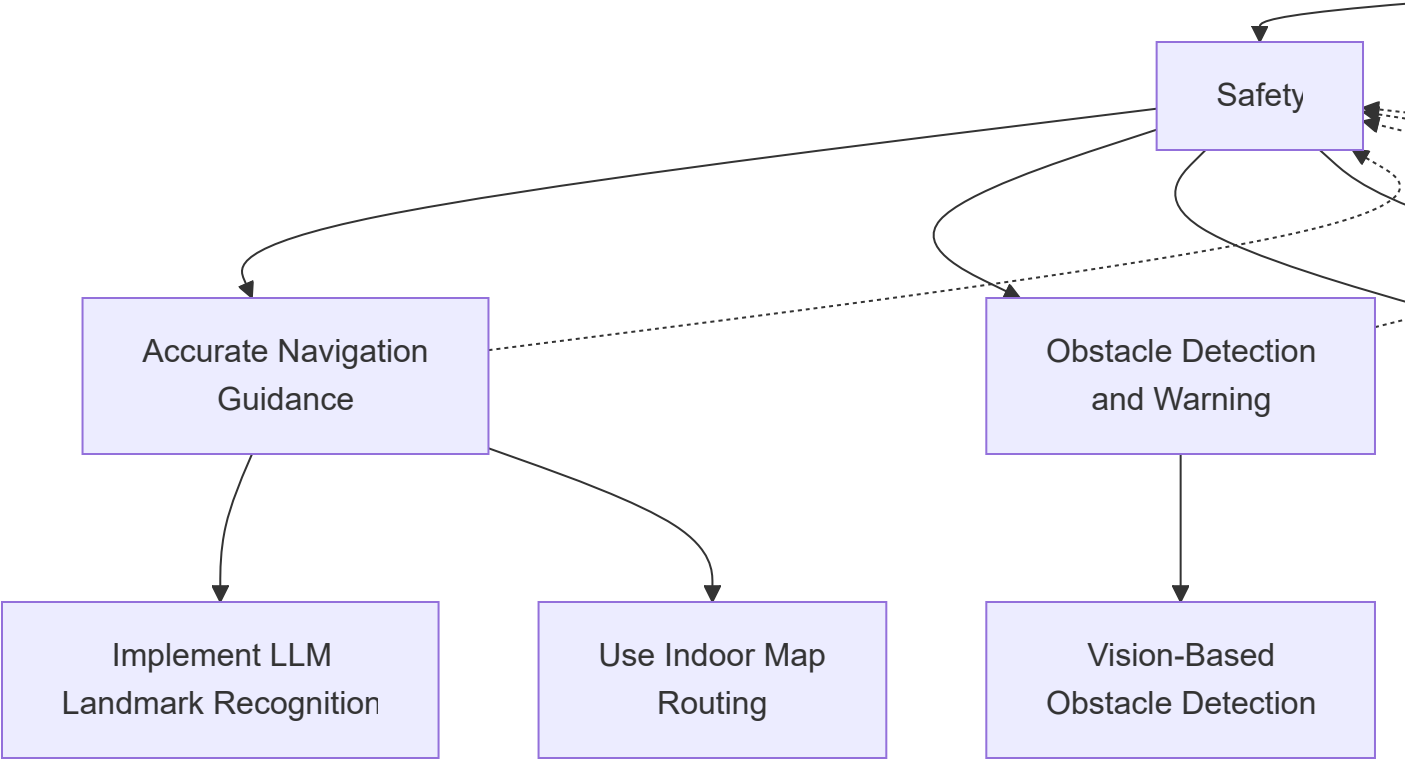 Safety
Accurate Navigation
Guidance
Obstacle Detection
and Warning
Implement LLM
Landmark Recognition
Use Indoor Map
Routing
Vision-Based
Obstacle Detection